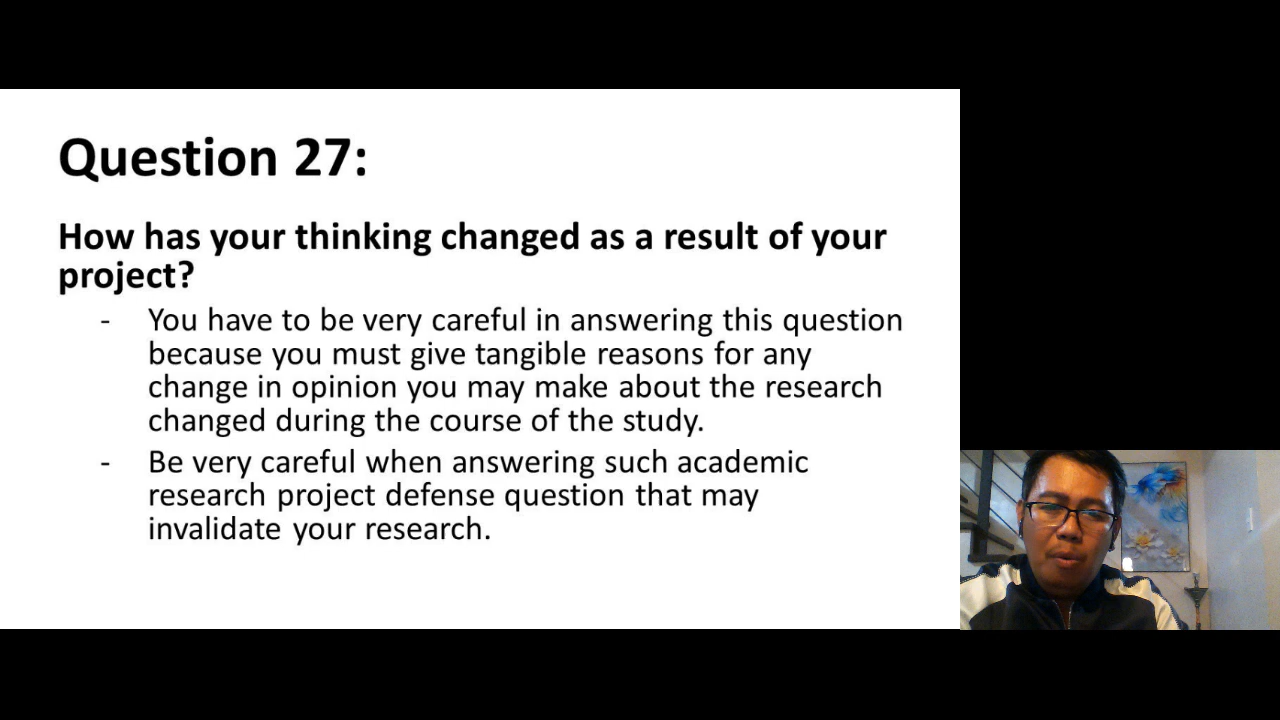 Question 27:
How has your thinking changed as a result of your
project?
- You have to be very careful in answering this question
because you must give tangible reasons for any
change in opinion you may make about the research
changed during the course of the study.
- Be very careful when answering such academic
research project defense question that may
invalidate your research.